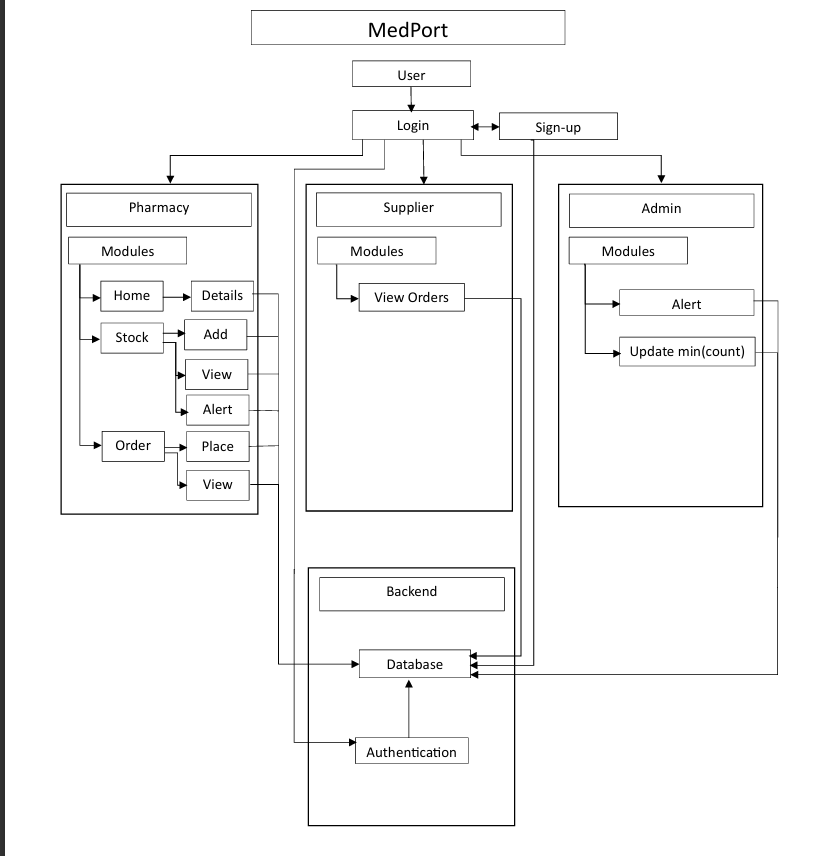 MedPort
User
Login
Sign-up
Pharmacy
Modules
Home
Details
Stock
Add
View
Alert
Order
Place
View
Supplier
Modules
View Orders
Admin
Modules
Alert
Update min(count)
Backend
Database
Authentication